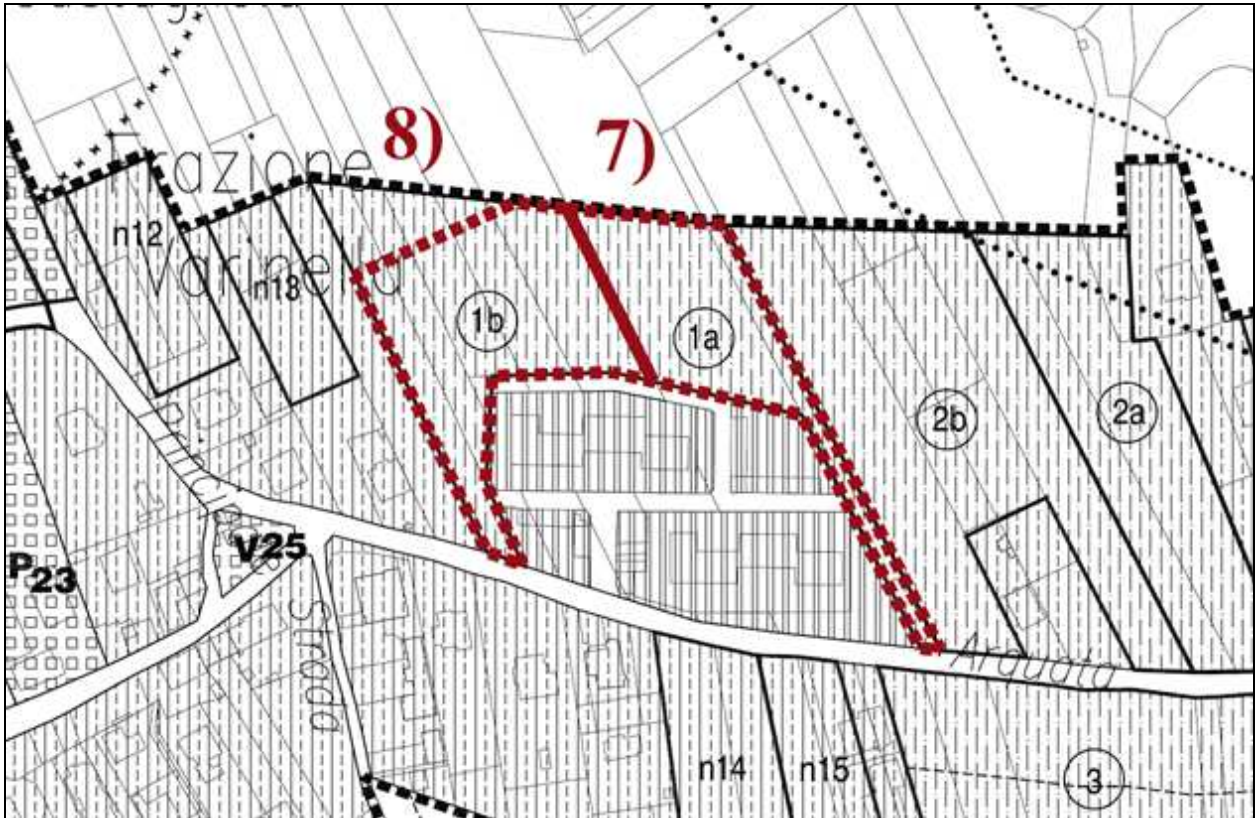 8)
7)
Frazione
n12
Varinella
n18
1b
1a
2b
2a
V25
P23
Strada
Arquata
n14
n15
3